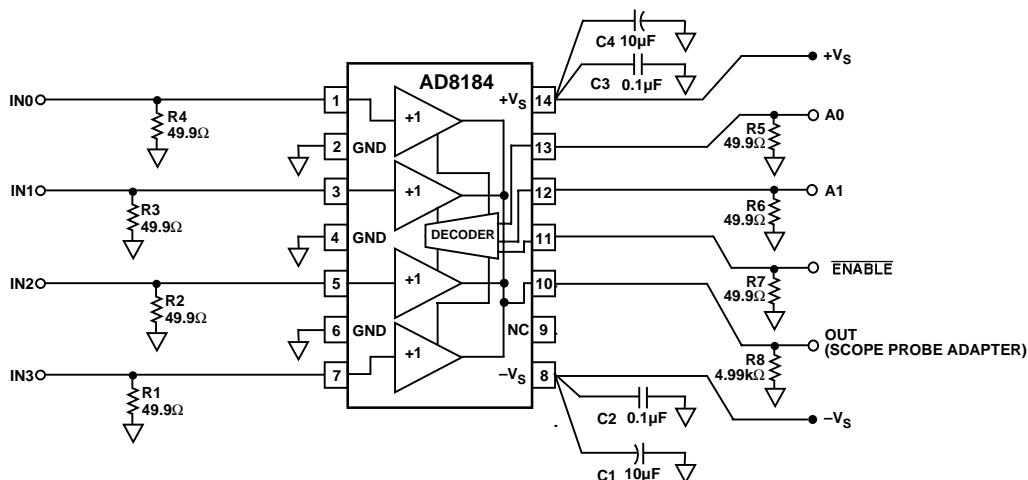 AD8184
IN0
R4
49.9Ω
1
+1
2
GND
IN1
R3
49.9Ω
3
+1
4
GND
DECODER
IN2
R2
49.9Ω
5
+1
6
GND
IN3
R1
49.9Ω
7
+1
+VS
14
13
12
11
10
NC
9
–VS
8
C4 10µF
C3 0.1µF
+VS
A0
R5
49.9Ω
A1
R6
49.9Ω
ENABLE
R7
49.9Ω
OUT
(SCOPE PROBE ADAPTER)
R8
4.99kΩ
C2 0.1µF
–VS
C1 10µF